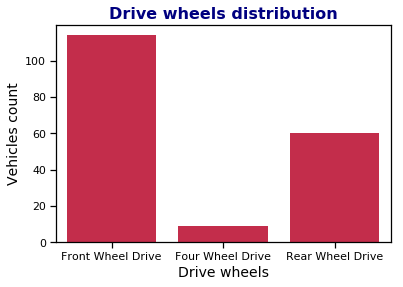 Drive wheels distribution
Vehicles count
100
80
60
40
20
0
Front Wheel Drive
Four Wheel Drive
Rear Wheel Drive
Drive wheels